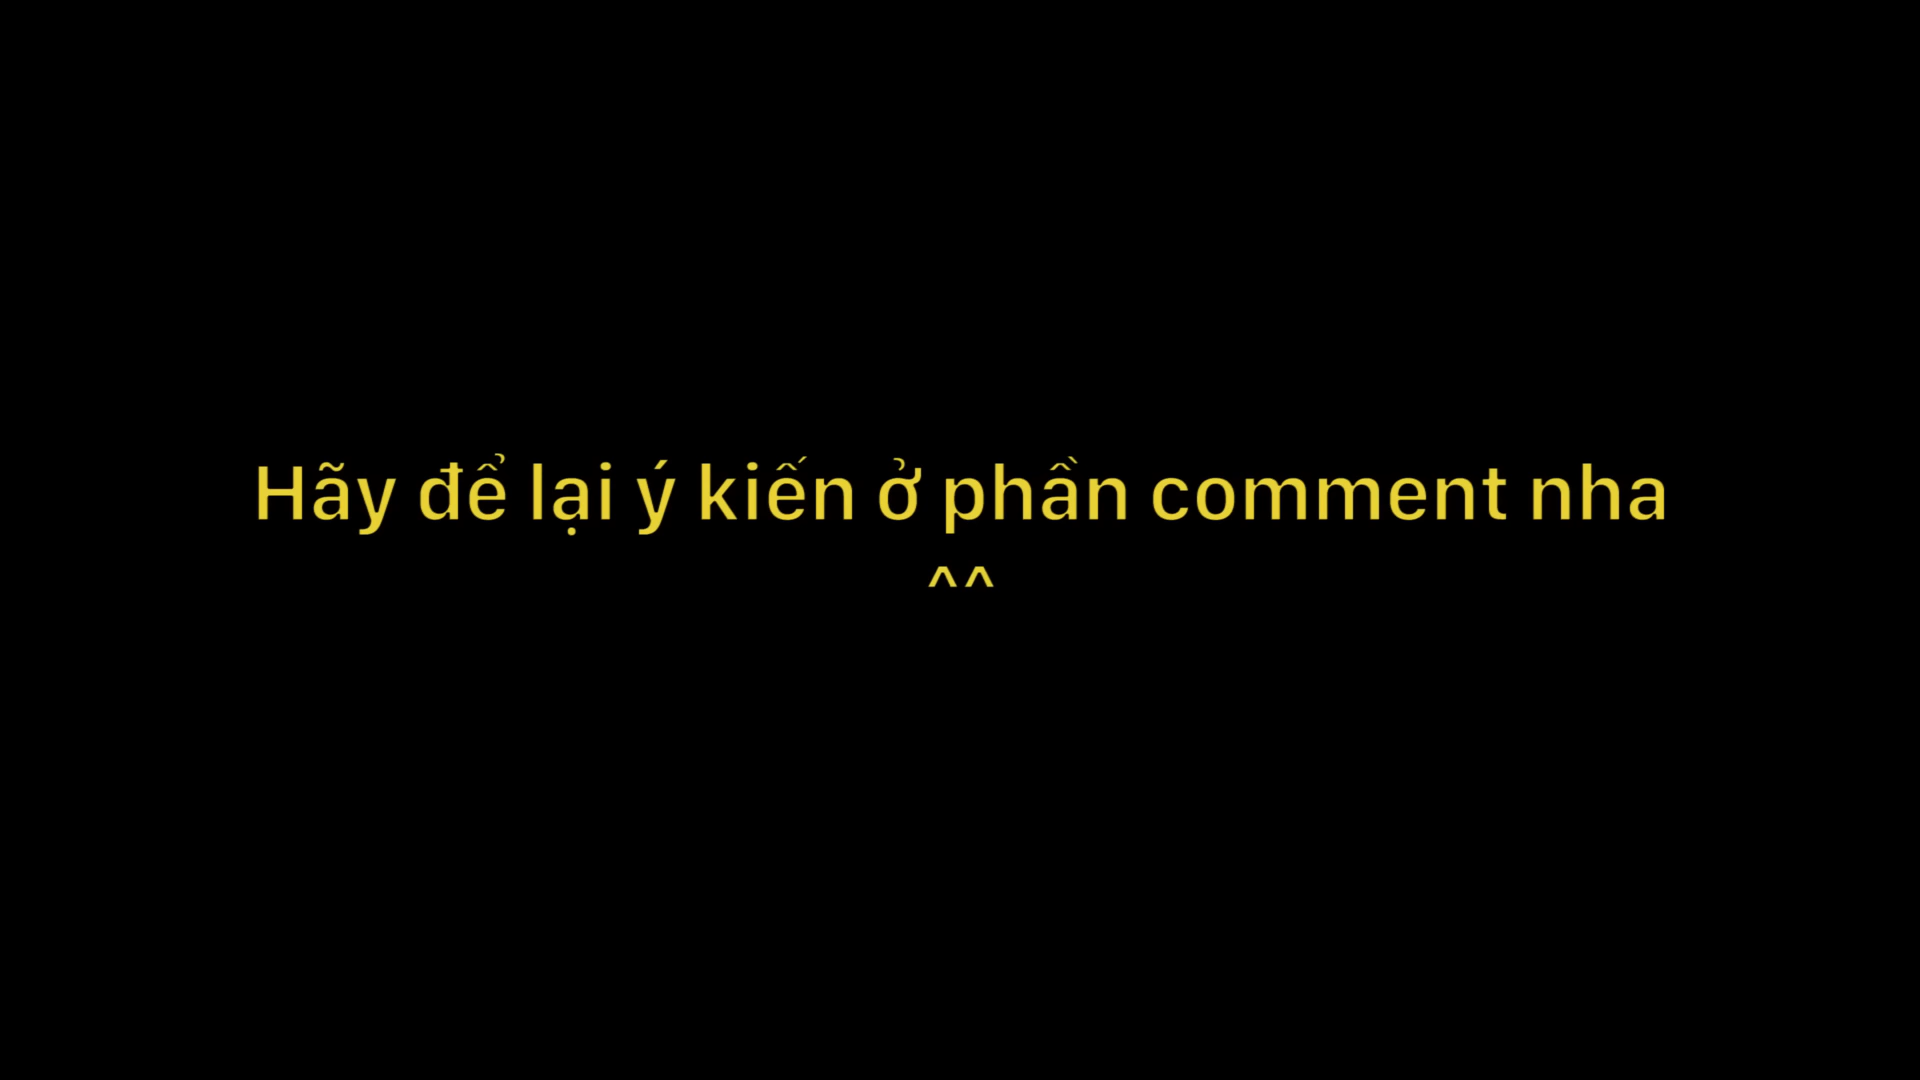 Hãy để lại ý kiến ở phần comment nha
^^